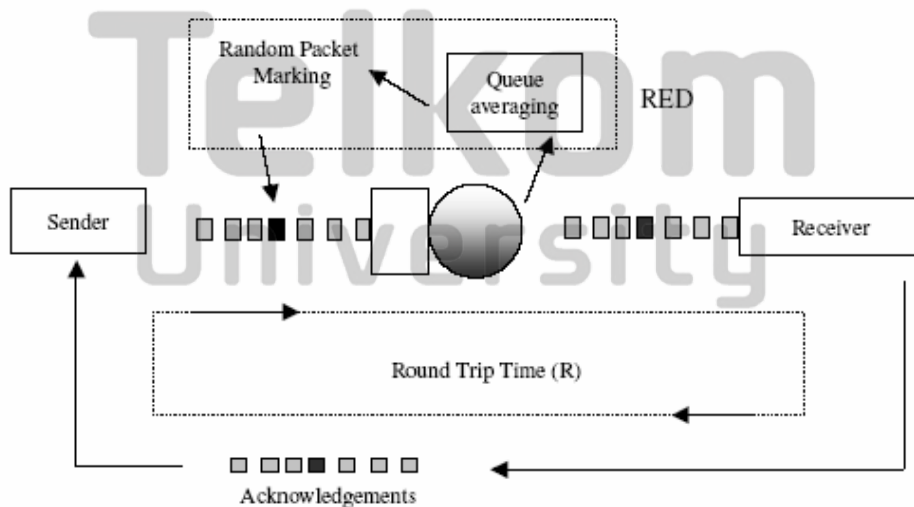 Telkom
University
Random Packet
Marking
Queue
averaging
RED
Sender
Receiver
Round Trip Time (R)
Acknowledgements